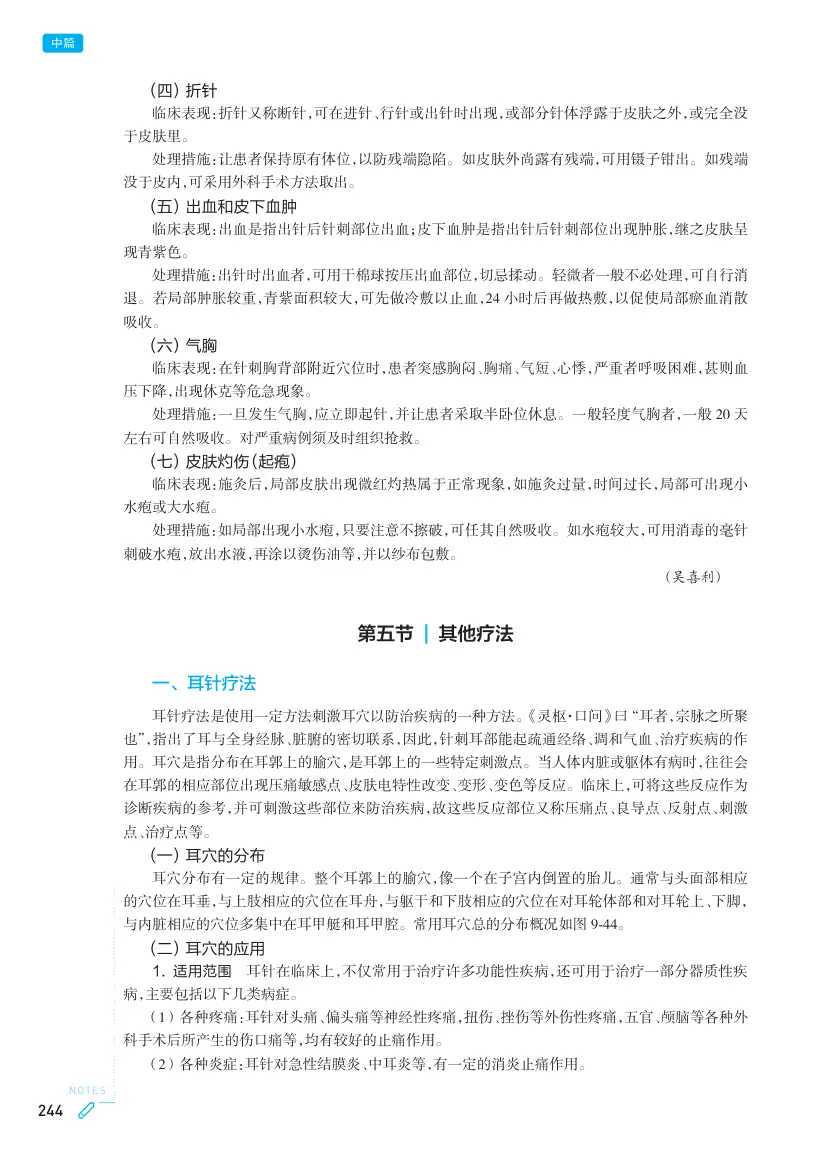 中篇
（四）折针
临床表现：折针又称断针，可在进针、行针或出针时出现，或部分针体浮露于皮肤之外，或完全没
于皮肤里。
处理措施：让患者保持原有体位，以防残端隐陷。如皮肤外尚露有残端，可用镊子钳出。如残端
没于皮内，可采用外科手术方法取出。
（五）出血和皮下血肿
临床表现：出血是指出针后针刺部位出血；皮下血肿是指出针后针刺部位出现肿胀，继之皮肤呈
现青紫色。
处理措施：出针时出血者，可用干棉球按压出血部位，切忌揉动。轻微者一般不必处理，可自行消
退。若局部肿胀较重，青紫面积较大，可先做冷敷以止血，24 小时后再做热敷，以促使局部瘀血消散
吸收。
（六）气胸
临床表现：在针刺胸背部附近穴位时，患者突感胸闷、胸痛、气短、心悸，严重者呼吸困难，甚则血
压下降，出现休克等危急现象。
处理措施：一旦发生气胸，应立即起针，并让患者采取半卧位休息。一般轻度气胸者，一般 20 天
左右可自然吸收。对严重病例须及时组织抢救。
（七）皮肤灼伤（起疱）
临床表现：施灸后，局部皮肤出现微红灼热属于正常现象，如施灸过量，时间过长，局部可出现小
水疱或大水疱。
处理措施：如局部出现小水疱，只要注意不擦破，可任其自然吸收。如水疱较大，可用消毒的毫针
刺破水疱，放出水液，再涂以烫伤油等，并以纱布包敷。
（吴喜利）
第五节 | 其他疗法
一、耳针疗法
耳针疗法是使用一定方法刺激耳穴以防治疾病的一种方法。《灵枢·口问》曰“耳者，宗脉之所聚
也”，指出了耳与全身经脉、脏腑的密切联系，因此，针刺耳部能起疏通经络、调和气血、治疗疾病的作
用。耳穴是指分布在耳郭上的腧穴，是耳郭上的一些特定刺激点。当人体内脏或躯体有病时，往往会
在耳郭的相应部位出现压痛敏感点、皮肤电特性改变、变形、变色等反应。临床上，可将这些反应作为
诊断疾病的参考，并可刺激这些部位来防治疾病，故这些反应部位又称压痛点、良导点、反射点、刺激
点、治疗点等。
（一）耳穴的分布
耳穴分布有一定的规律。整个耳郭上的腧穴，像一个在子宫内倒置的胎儿。通常与头面部相应
的穴位在耳垂，与上肢相应的穴位在耳舟，与躯干和下肢相应的穴位在对耳轮体部和对耳轮上、下脚，
与内脏相应的穴位多集中在耳甲艇和耳甲腔。常用耳穴总的分布概况如图 9-44。
（二）耳穴的应用
1. 适用范围　耳针在临床上，不仅常用于治疗许多功能性疾病，还可用于治疗一部分器质性疾
病，主要包括以下几类病症。
（1）各种疼痛：耳针对头痛、偏头痛等神经性疼痛，扭伤、挫伤等外伤性疼痛，五官、颅脑等各种外
科手术后所产生的伤口痛等，均有较好的止痛作用。
（2）各种炎症：耳针对急性结膜炎、中耳炎等，有一定的消炎止痛作用。
NOTES
244